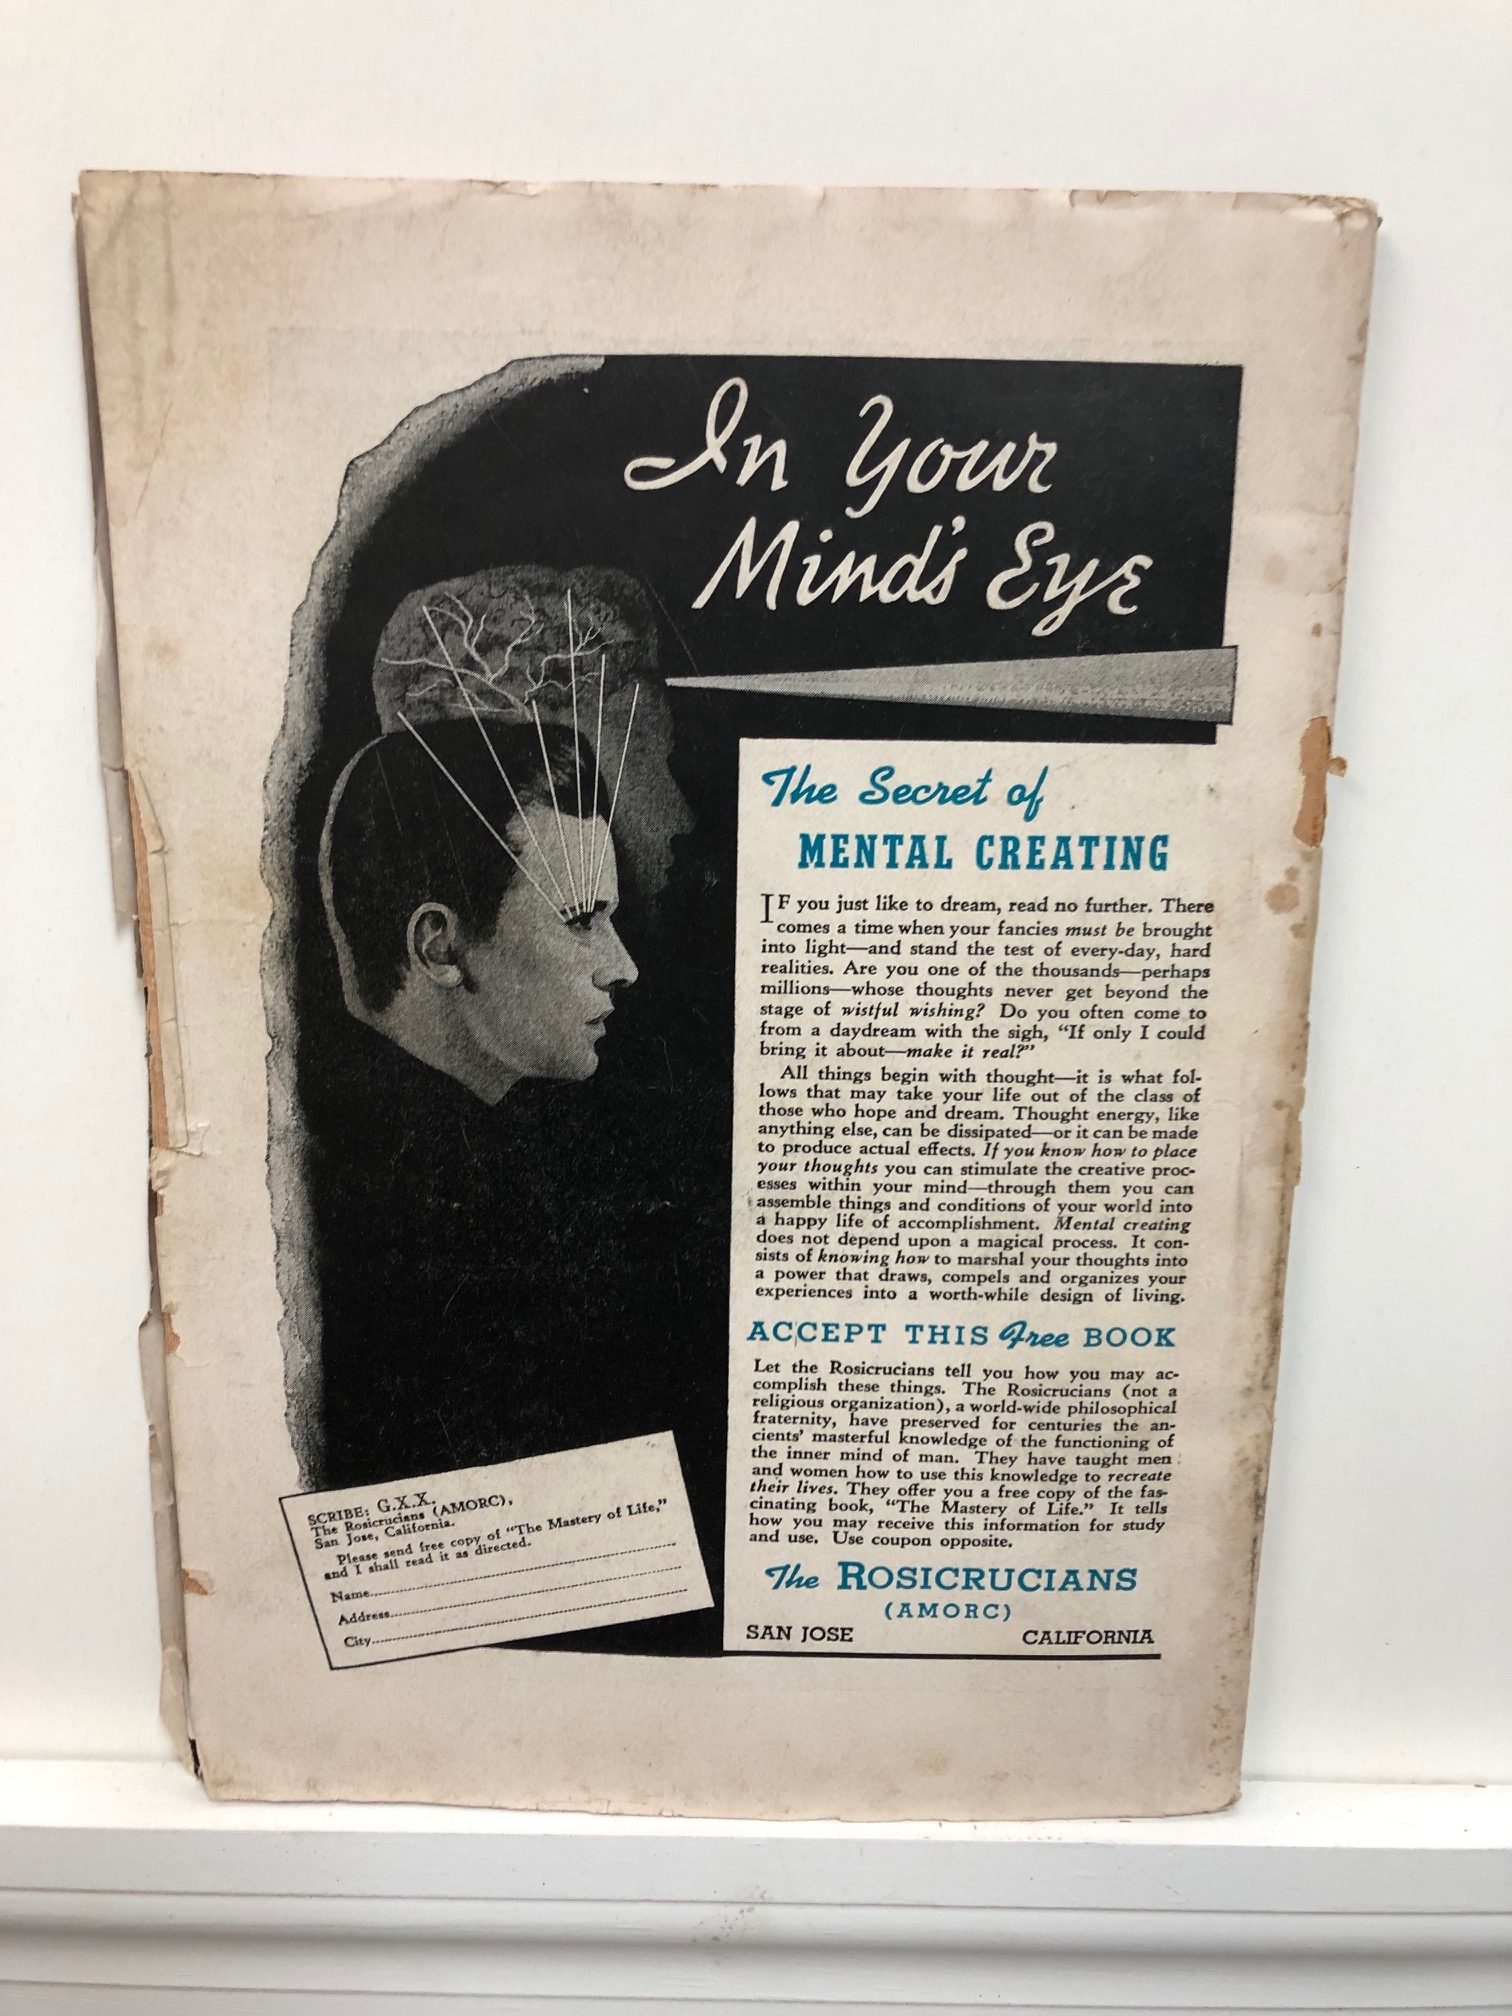 In Your
Mind's Eye
The Secret of
MENTAL CREATING
IF you just like to dream, read no further. There
comes a time when your fancies must be brought
into light—and stand the test of every-day, hard
realities. Are you one of the thousands—perhaps
millions—whose thoughts never get beyond the
stage of wistful wishing? Do you often come to
from a daydream with the sigh, “If only I could
bring it about—make it real?”
All things begin with thought—it is what fol-
lows that may take your life out of the class of
those who hope and dream. Thought energy, like
anything else, can be dissipated—or it can be made
to produce actual effects. If you know how to place
your thoughts you can stimulate the creative proc-
esses within your mind—through them you can
assemble things and conditions of your world into
a happy life of accomplishment. Mental creating
does not depend upon a magical process. It con-
sists of knowing how to marshal your thoughts into
a power that draws, compels and organizes your
experiences into a worth-while design of living.
ACCEPT THIS Free BOOK
Let the Rosicrucians tell you how you may ac-
complish these things. The Rosicrucians (not a
religious organization), a world-wide philosophical
fraternity, have preserved for centuries the an-
cients’ masterful knowledge of the functioning of
the inner mind of man. They have taught men
and women how to use this knowledge to recreate
their lives. They offer you a free copy of the fas-
cinating book, “The Mastery of Life.” It tells
how you may receive this information for study
and use. Use coupon opposite.
The ROSICRUCIANS
(AMORC)
SAN JOSE CALIFORNIA
SCRIBE: G.X.X.
The Rosicrucians (AMORC),
San Jose, California.
Please send free copy of “The Mastery of Life,”
and I shall read it as directed.
Name
Address
City